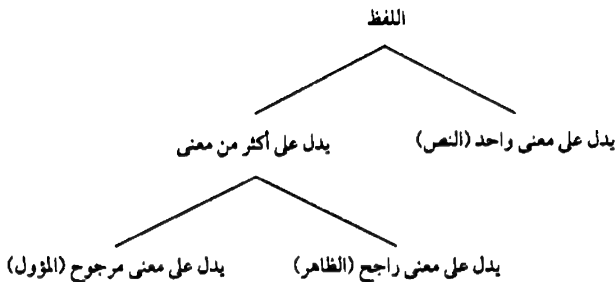 اللفظ
يدل على معنى واحد (النص)
يدل على أكثر من معنى
يدل على معنى راجح (الظاهر)
يدل على معنى مرجوح (المؤول)